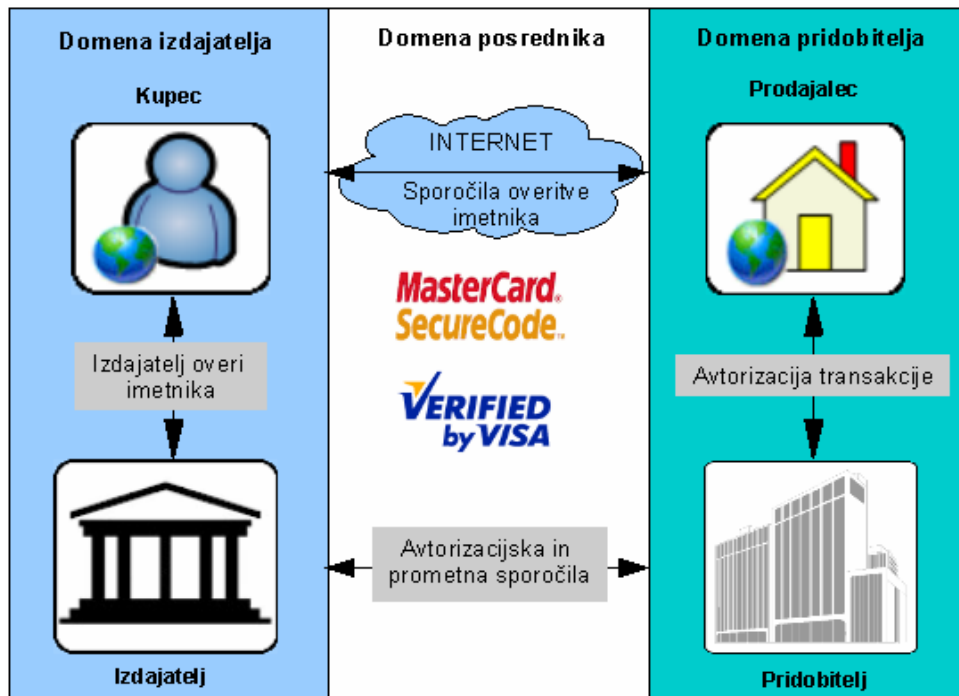 Domena izdajatelja
Domena posrednika
Domena pridobitelja
Kupec
Prodajalec
INTERNET
Sporočila overitve
imetnika
MasterCard®
SecureCode™
Izdajatelj overi
imetnika
Avtorizacija transakcije
VERIFIED
by VISA
Avtorizacijska in
prometna sporočila
Izdajatelj
Pridobitelj